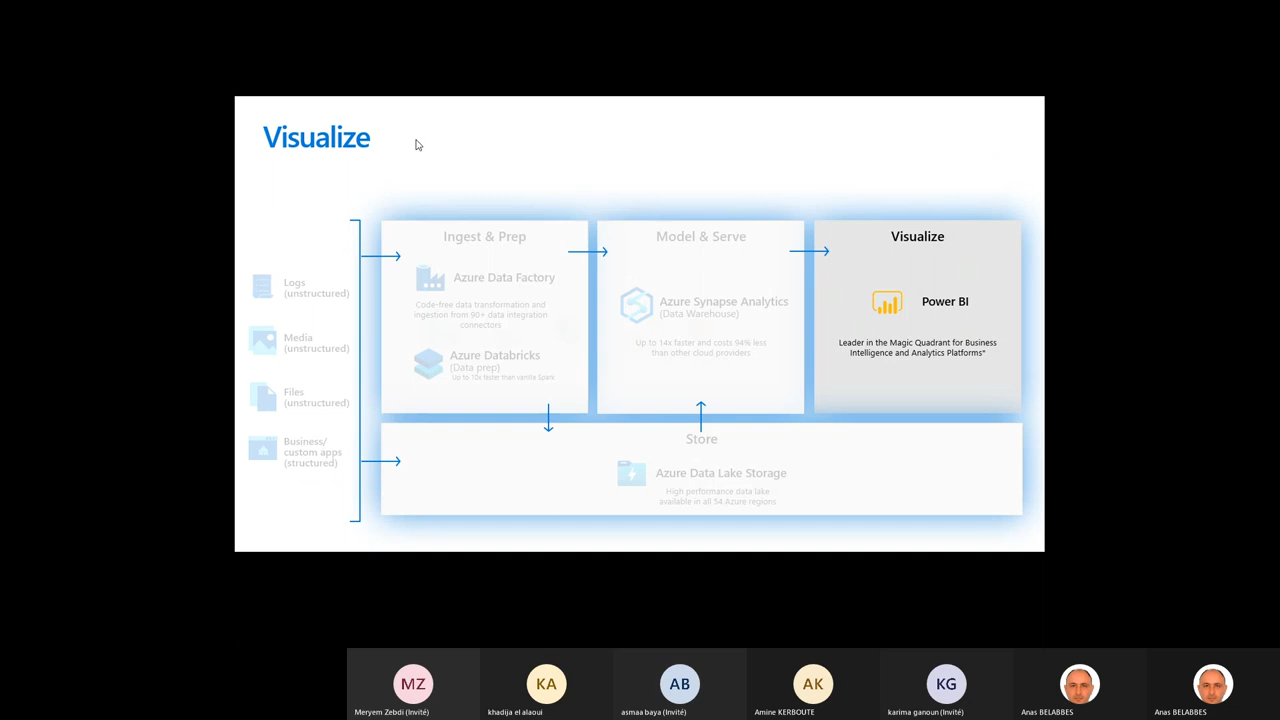 Visualize
Ingest & Prep
Model & Serve
Visualize
Logs
(unstructured)
Media
(unstructured)
Files
(unstructured)
Business/
custom apps
(structured)
Azure Data Factory
Code-free data transformation and
ingestion from 90+ data integration
connectors
Azure Databricks
(Data prep)
Up to 10x faster than vanilla Spark
Azure Synapse Analytics
(Data Warehouse)
Up to 14x faster and costs 94% less
than other cloud providers
Power BI
Leader in the Magic Quadrant for Business
Intelligence and Analytics Platforms*
Store
Azure Data Lake Storage
High performance data lake
available in all 54 Azure regions
MZ
KA
AB
AK
KG
Meryem Zebdi (Invité)
khadija el alaoui
asmaa baya (Invité)
Amine KERBOUTE
karima ganoun (Invité)
Anas BELABBES
Anas BELABBES